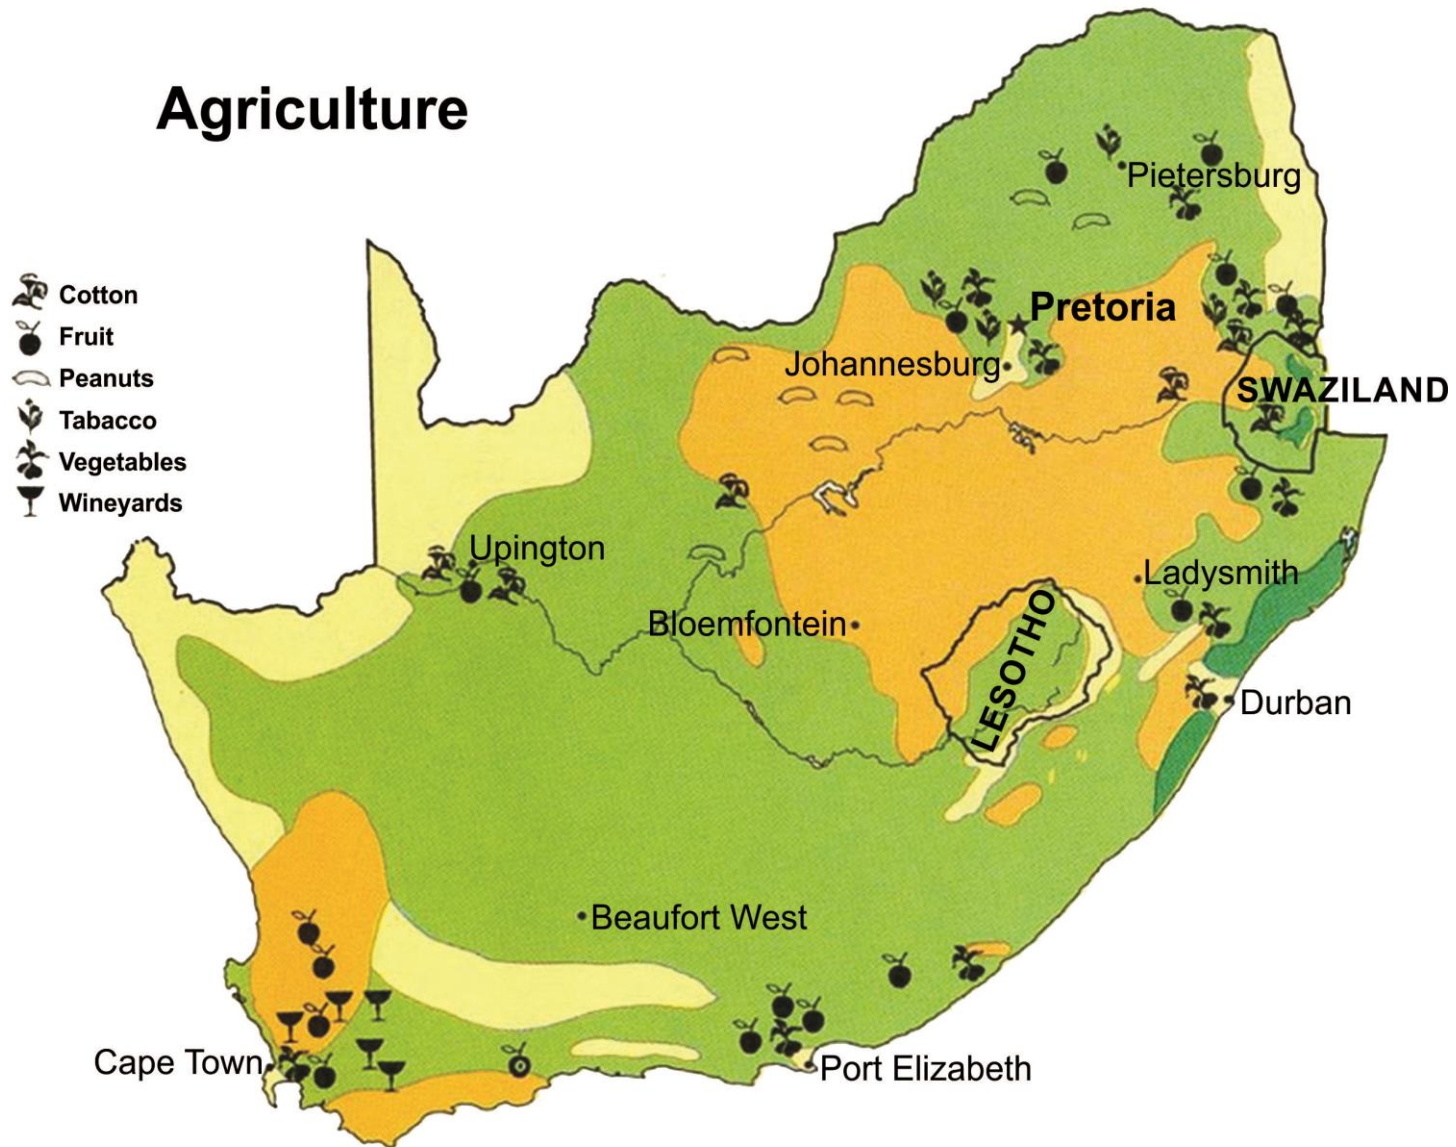 Agriculture
Cotton
Fruit
Peanuts
Tabacco
Vegetables
Wineyards
Pietersburg
Pretoria
Johannesburg
SWAZILAND
Upington
Ladysmith
Bloemfontein
LESOTHO
Durban
Beaufort West
Cape Town
Port Elizabeth